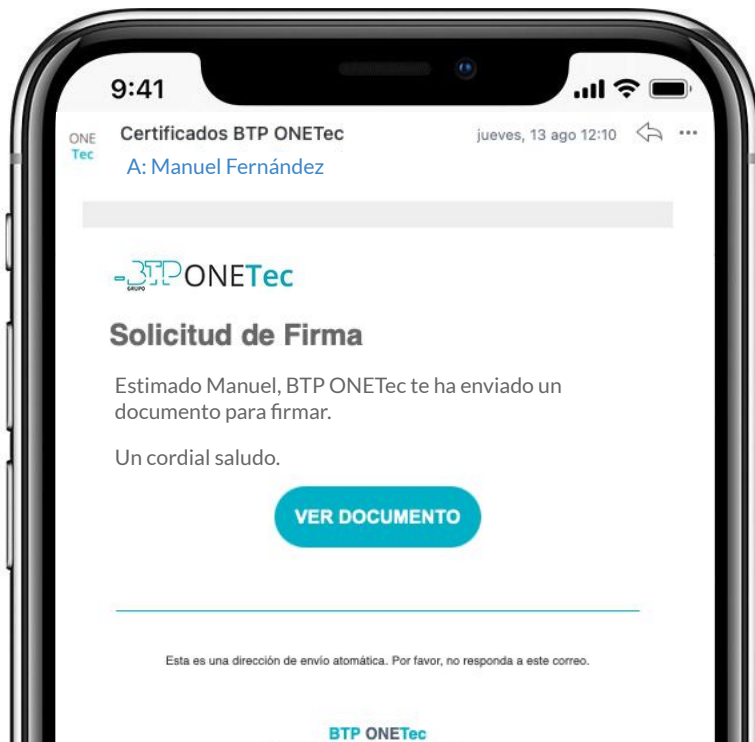 9:41
ONE
Tec
Certificados BTP ONETec
jueves, 13 ago 12:10
A: Manuel Fernández
BTP ONETec
GRUPO
Solicitud de Firma
Estimado Manuel, BTP ONETec te ha enviado un
documento para firmar.
Un cordial saludo.
VER DOCUMENTO
Esta es una dirección de envío atomática. Por favor, no responda a este correo.
BTP ONETec